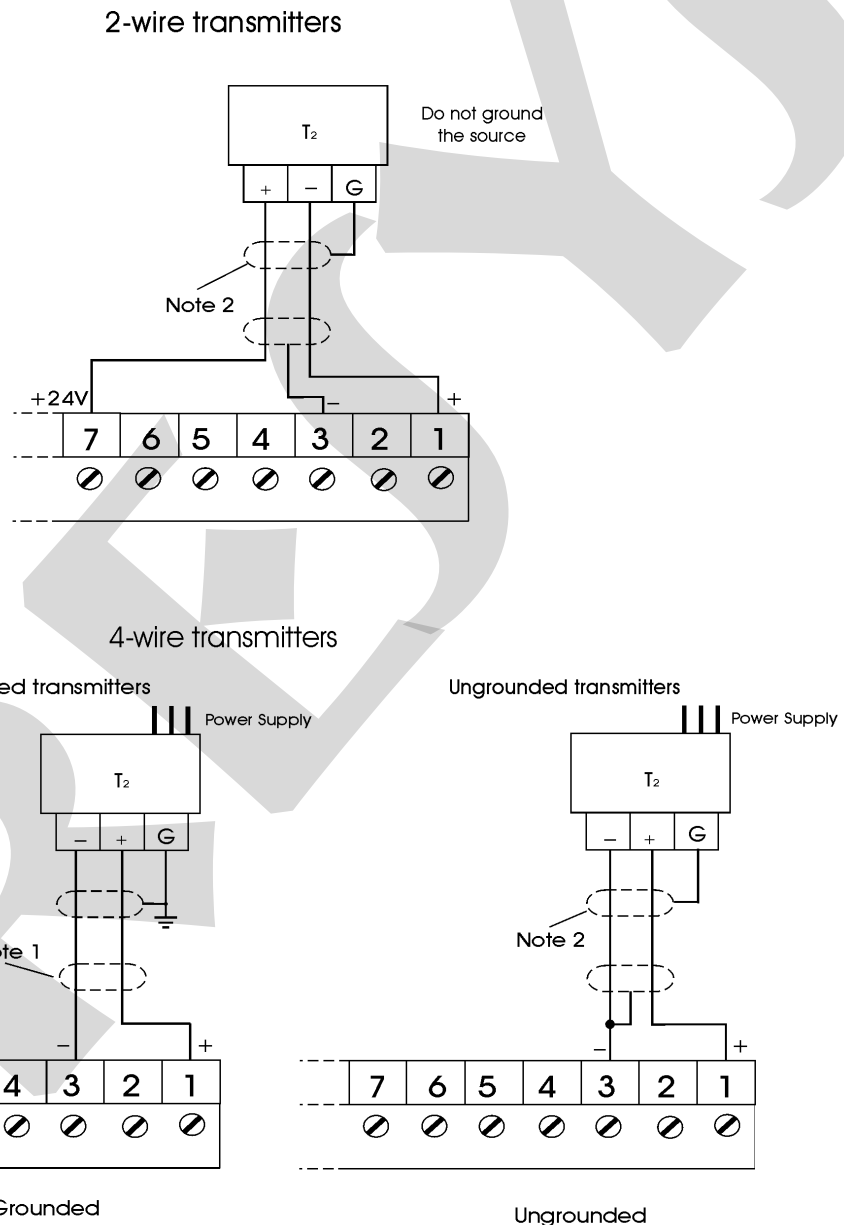 2-wire transmitters
T₂
Do not ground
the source
+ – G
Note 2
+24V – +
7 6 5 4 3 2 1
4-wire transmitters
ed transmitters
Power Supply
T₂
– + G
te 1
– +
4 3 2 1
Grounded
Ungrounded transmitters
Power Supply
T₂
– + G
Note 2
– +
7 6 5 4 3 2 1
Ungrounded